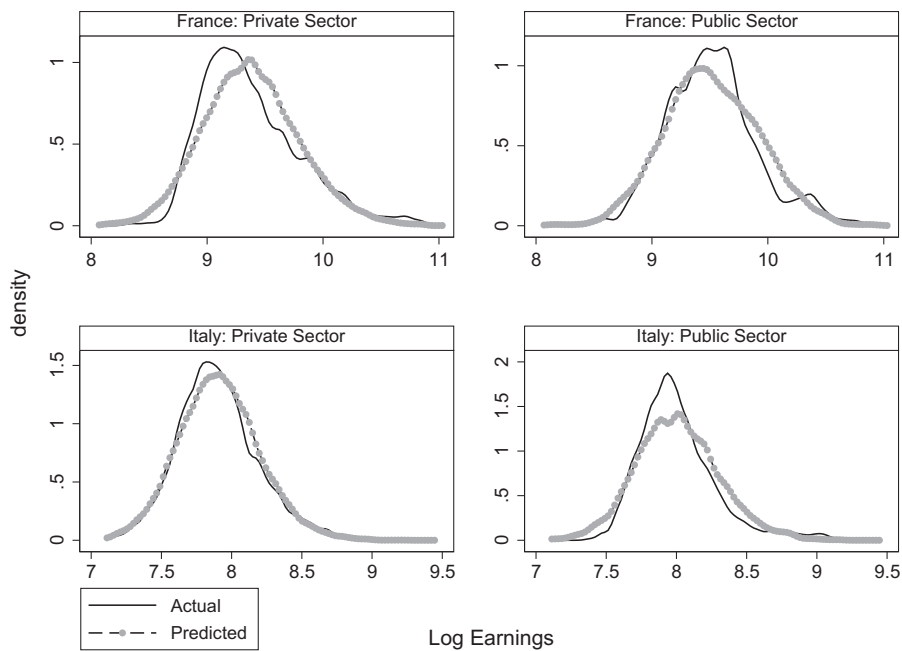 France: Private Sector
France: Public Sector
1
.5
0
8 9 10 11
1
.5
0
8 9 10 11
density
Italy: Private Sector
Italy: Public Sector
1.5
1
.5
0
7 7.5 8 8.5 9 9.5
2
1.5
1
.5
0
7 7.5 8 8.5 9 9.5
Actual
Predicted
Log Earnings